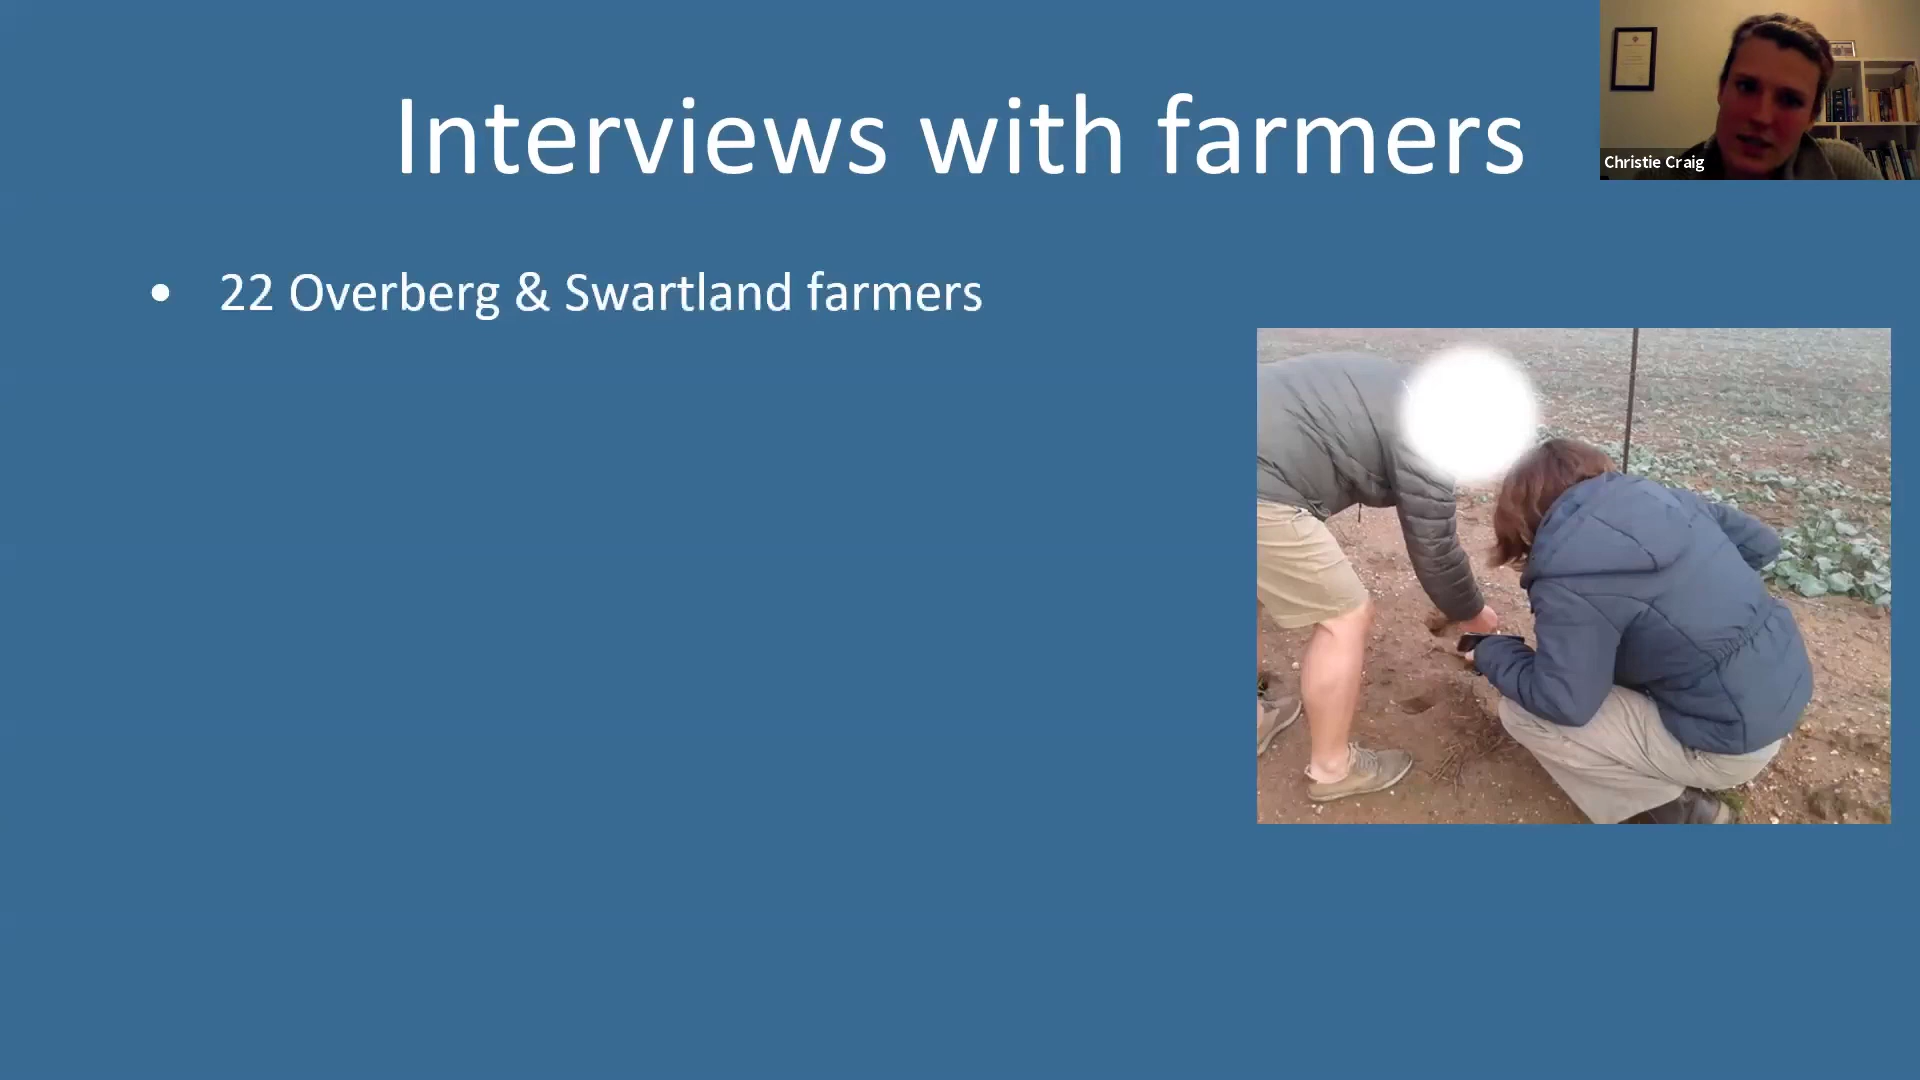 Interviews with farmers
Christie Craig
• 22 Overberg & Swartland farmers